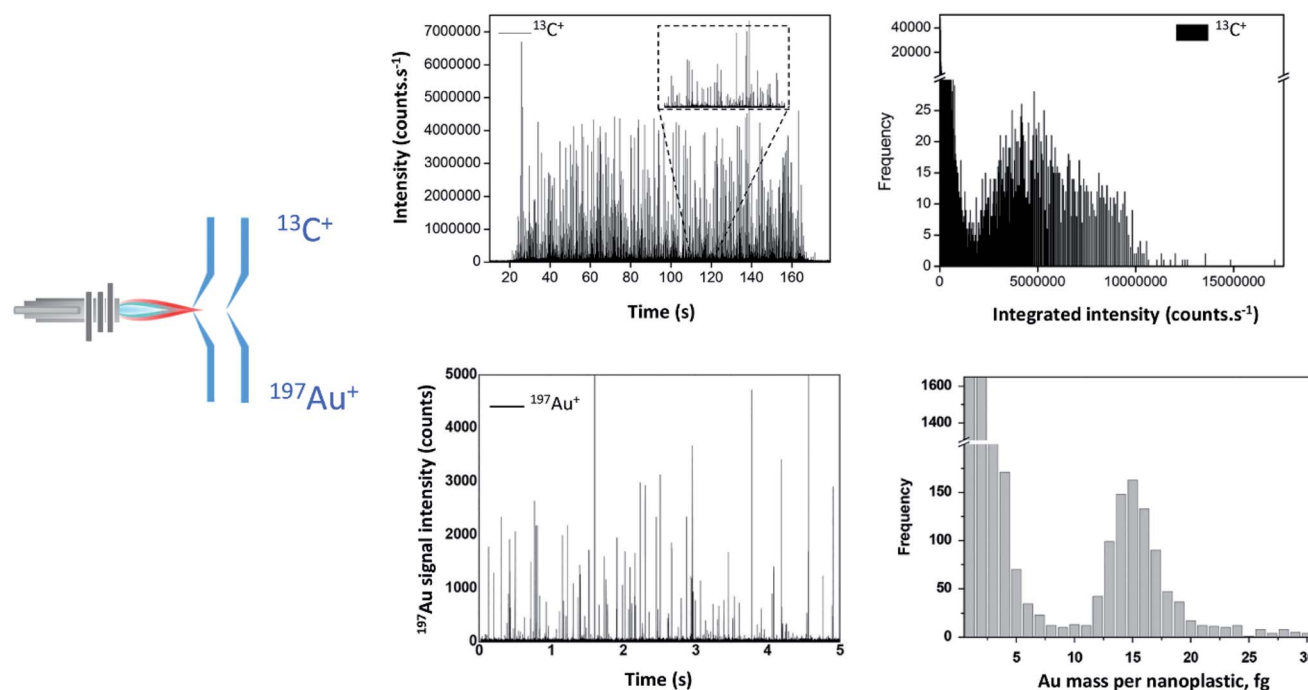 ¹³C⁺
¹⁹⁷Au⁺
Intensity (counts.s⁻¹)
7000000
6000000
5000000
4000000
3000000
2000000
1000000
0
¹³C⁺
20 40 60 80 100 120 140 160
Time (s)
Frequency
40000
20000
25
20
15
10
5
0
¹³C⁺
0 5000000 10000000 15000000
Integrated intensity (counts.s⁻¹)
¹⁹⁷Au signal intensity (counts)
5000
4000
3000
2000
1000
0
¹⁹⁷Au⁺
0 1 2 3 4 5
Time (s)
Frequency
1600
1400
150
100
50
0
5 10 15 20 25 30
Au mass per nanoplastic, fg